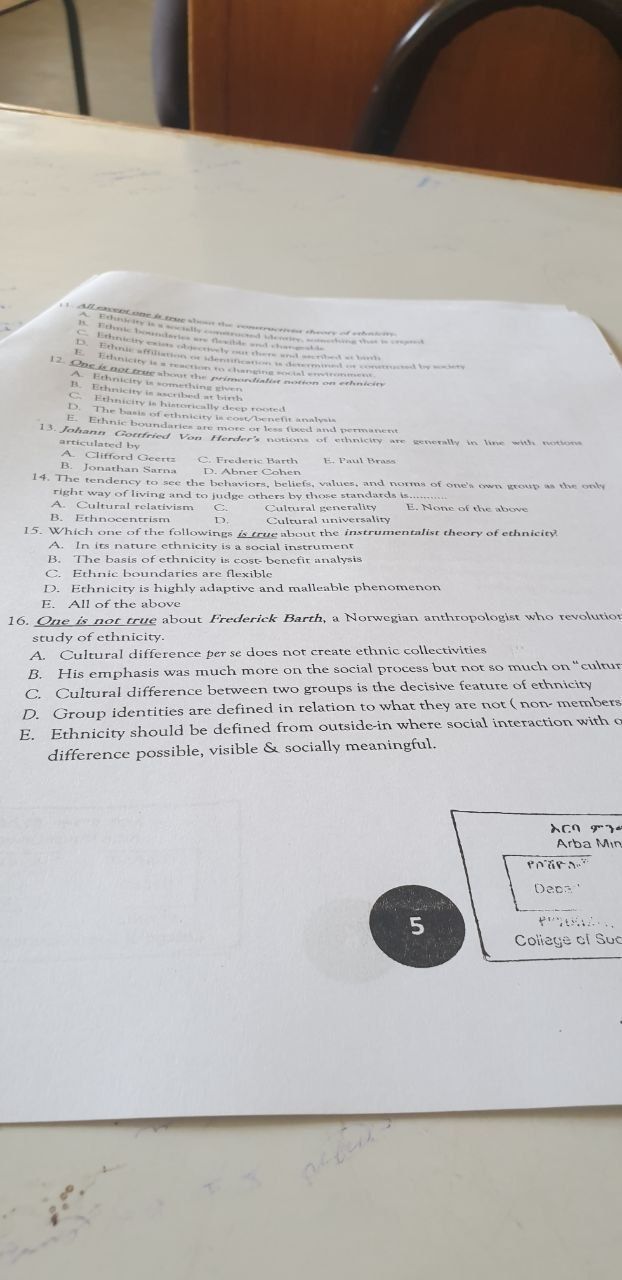 11. All except one is true about the constructivist theory of ethnicity.
A. Ethnicity is a socially constructed identity, something that is created
B. Ethnic boundaries are flexible and changeable
C. Ethnicity exists objectively out there and ascribed at birth
D. Ethnic affiliation or identification is determined or constructed by society
E. Ethnicity is a reaction to changing social environment.
12. One is not true about the primordialist notion on ethnicity
A. Ethnicity is something given
B. Ethnicity is ascribed at birth
C. Ethnicity is historically deep rooted
D. The basis of ethnicity is cost/benefit analysis
E. Ethnic boundaries are more or less fixed and permanent
13. Johann Gottfried Von Herder's notions of ethnicity are generally in line with notions
articulated by
A. Clifford Geertz C. Frederic Barth E. Paul Brass
B. Jonathan Sarna D. Abner Cohen
14. The tendency to see the behaviors, beliefs, values, and norms of one's own group as the only
right way of living and to judge others by those standards is...........
A. Cultural relativism C. Cultural generality E. None of the above
B. Ethnocentrism D. Cultural universality
15. Which one of the followings is true about the instrumentalist theory of ethnicity?
A. In its nature ethnicity is a social instrument
B. The basis of ethnicity is cost- benefit analysis
C. Ethnic boundaries are flexible
D. Ethnicity is highly adaptive and malleable phenomenon
E. All of the above
16. One is not true about Frederick Barth, a Norwegian anthropologist who revolution
study of ethnicity.
A. Cultural difference per se does not create ethnic collectivities
B. His emphasis was much more on the social process but not so much on "cultur
C. Cultural difference between two groups is the decisive feature of ethnicity
D. Group identities are defined in relation to what they are not ( non- members
E. Ethnicity should be defined from outside-in where social interaction with o
difference possible, visible & socially meaningful.
አርባ ምን
Arba Min
5
College of Soc